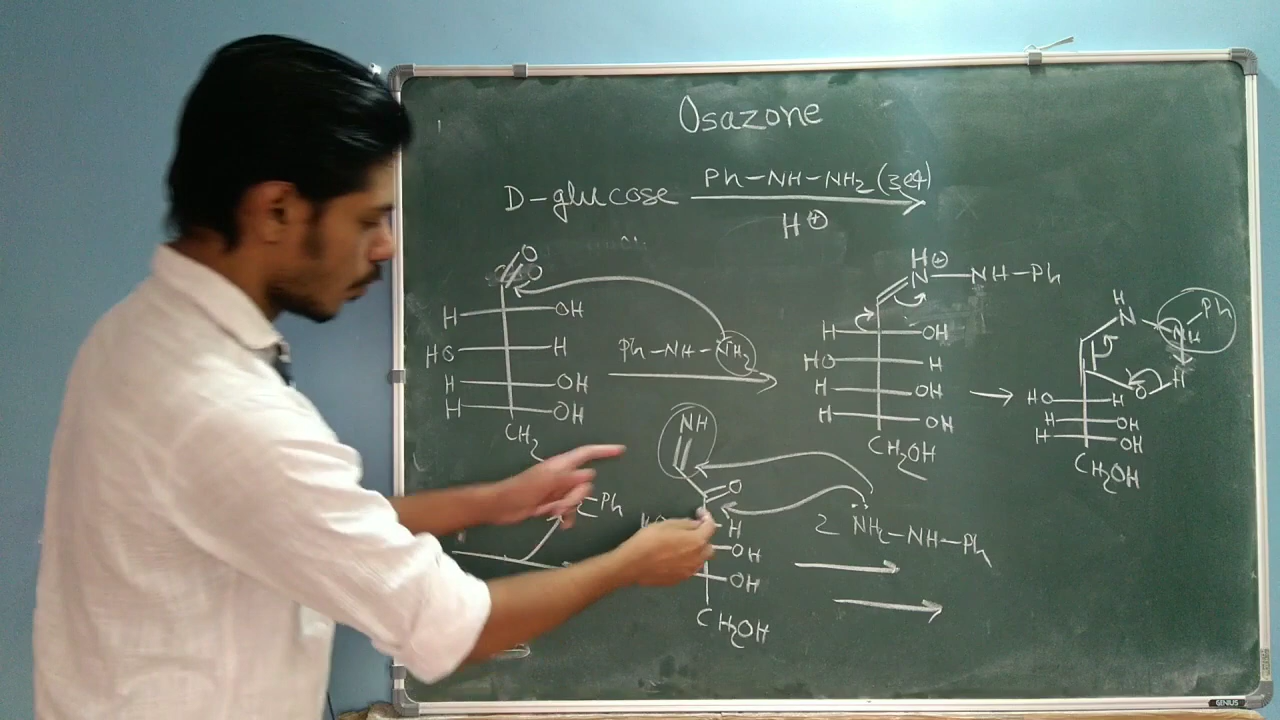 Osazone
D-glucose Ph-NH-NH₂ (3eq)
H⊕
O
O
H OH
HO H
H OH
H OH
CH₂
Ph-NH-NH₂
H⊕
N-NH-Ph
H OH
HO H
H OH
H OH
CH₂OH
H
N
Ph
NH
H
O
HO H
H OH
H OH
CH₂OH
NH
O
H
OH
OH
CH₂OH
-Ph
2 NH₂-NH-Ph
GENIUS